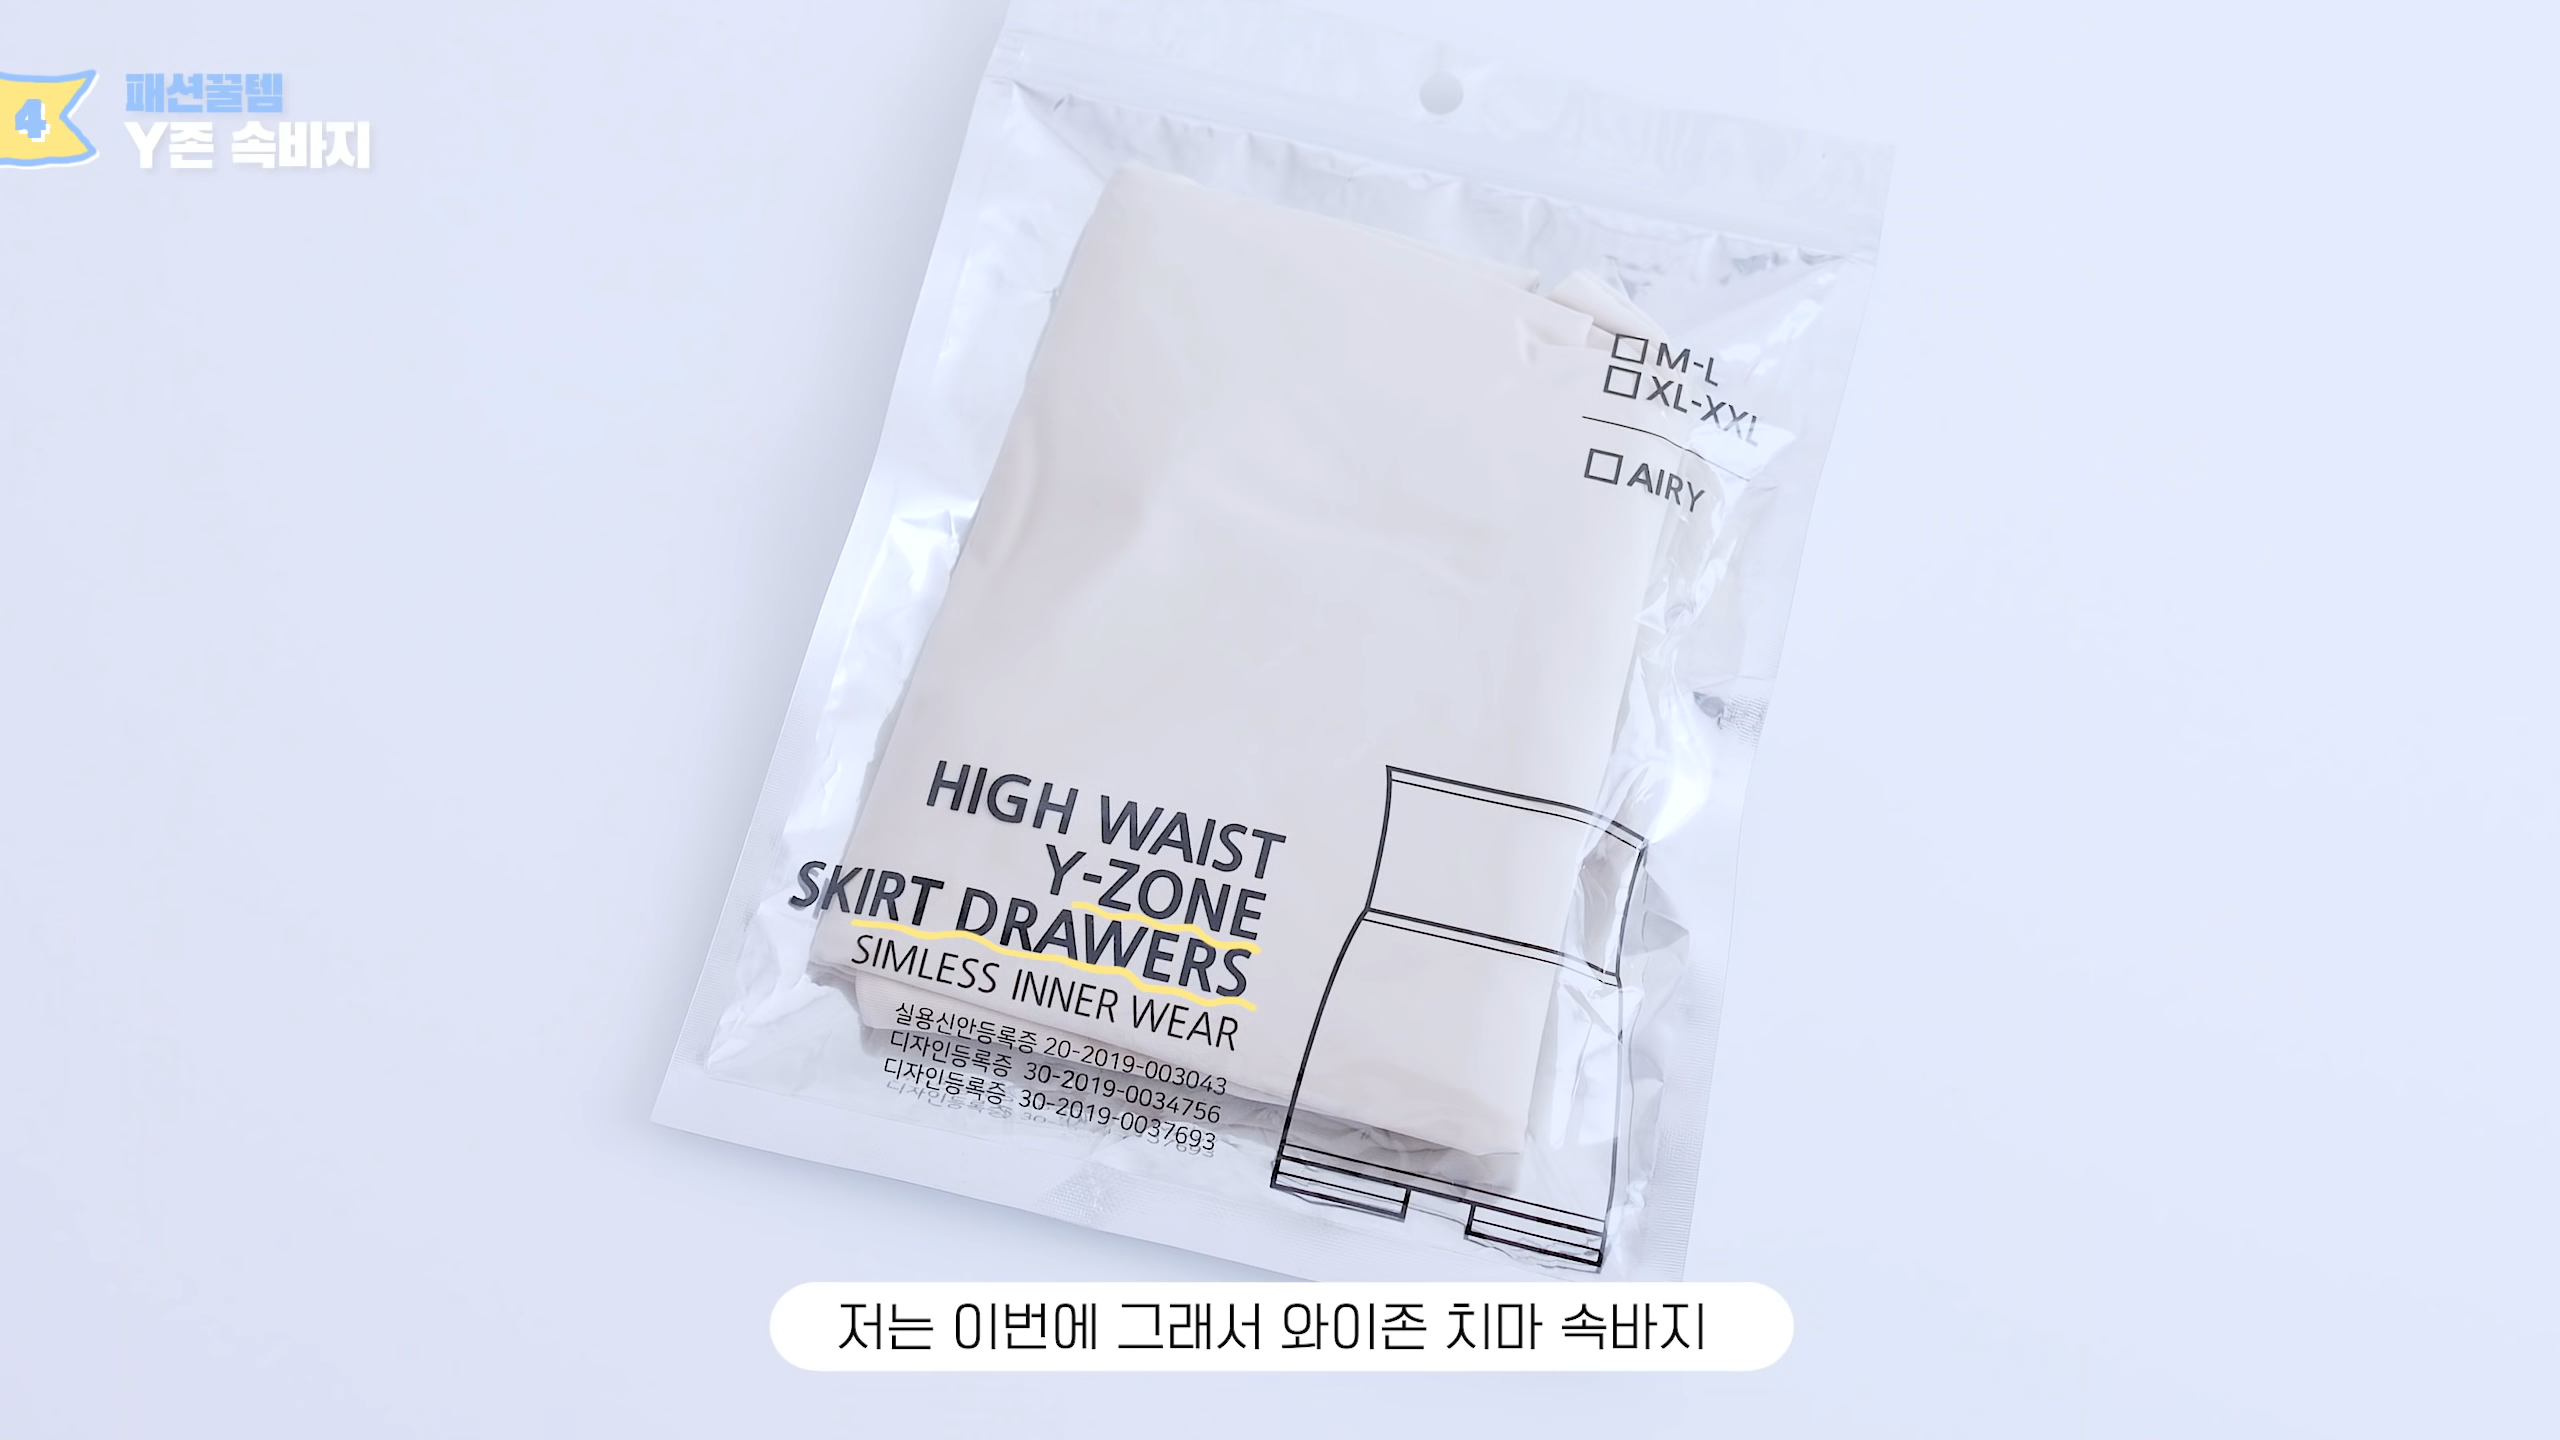 4
패션꿀템
Y존 속바지
M-L
XL-XXL
AIRY
HIGH WAIST
Y-ZONE
SKIRT DRAWERS
SIMLESS INNER WEAR
실용신안등록증 20-2019-003043
디자인등록증 30-2019-0034756
디자인등록증 30-2019-0037693
저는 이번에 그래서 와이존 치마 속바지